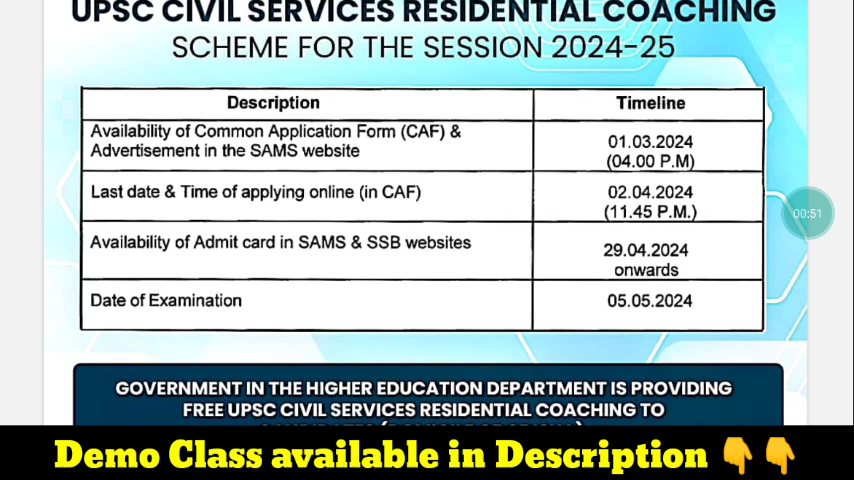 UPSC CIVIL SERVICES RESIDENTIAL COACHING
SCHEME FOR THE SESSION 2024-25
Description Timeline
Availability of Common Application Form (CAF) &
Advertisement in the SAMS website
01.03.2024
(04.00 P.M)
Last date & Time of applying online (in CAF)
02.04.2024
(11.45 P.M.)
Availability of Admit card in SAMS & SSB websites
29.04.2024
onwards
Date of Examination 05.05.2024
00:51
GOVERNMENT IN THE HIGHER EDUCATION DEPARTMENT IS PROVIDING
FREE UPSC CIVIL SERVICES RESIDENTIAL COACHING TO
Demo Class available in Description 👇👇